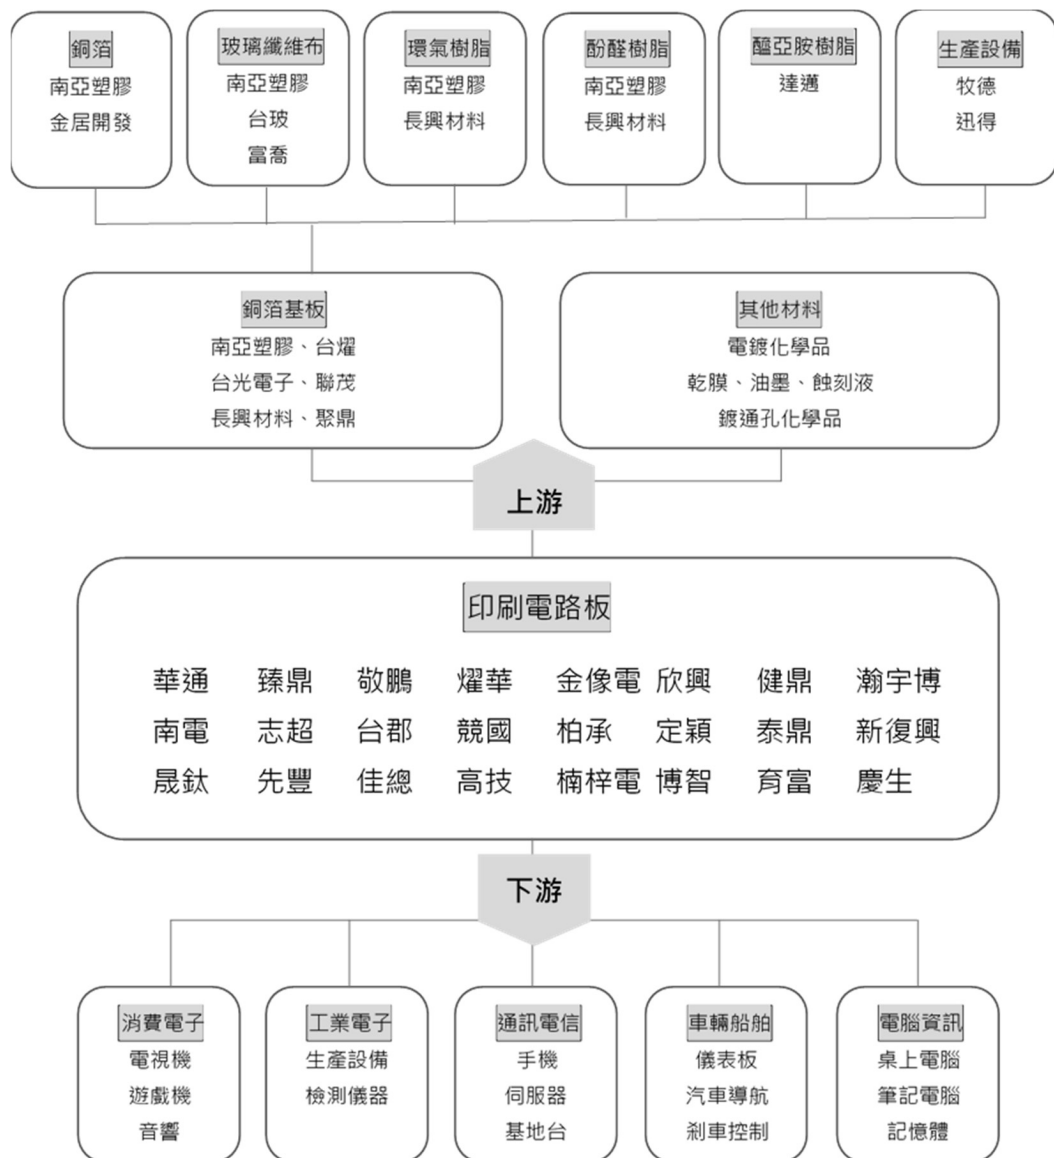 銅箔
南亞塑膠
金居開發
玻璃纖維布
南亞塑膠
台玻
富喬
環氧樹脂
南亞塑膠
長興材料
酚醛樹脂
南亞塑膠
長興材料
醯亞胺樹脂
達邁
生產設備
牧德
迅得
銅箔基板
南亞塑膠、台燿
台光電子、聯茂
長興材料、聚鼎
其他材料
電鍍化學品
乾膜、油墨、蝕刻液
鍍通孔化學品
上游
印刷電路板
華通 臻鼎 敬鵬 燿華 金像電 欣興 健鼎 瀚宇博
南電 志超 台郡 競國 柏承 定穎 泰鼎 新復興
晟鈦 先豐 佳總 高技 楠梓電 博智 育富 慶生
下游
消費電子
電視機
遊戲機
音響
工業電子
生產設備
檢測儀器
通訊電信
手機
伺服器
基地台
車輛船舶
儀表板
汽車導航
剎車控制
電腦資訊
桌上電腦
筆記電腦
記憶體